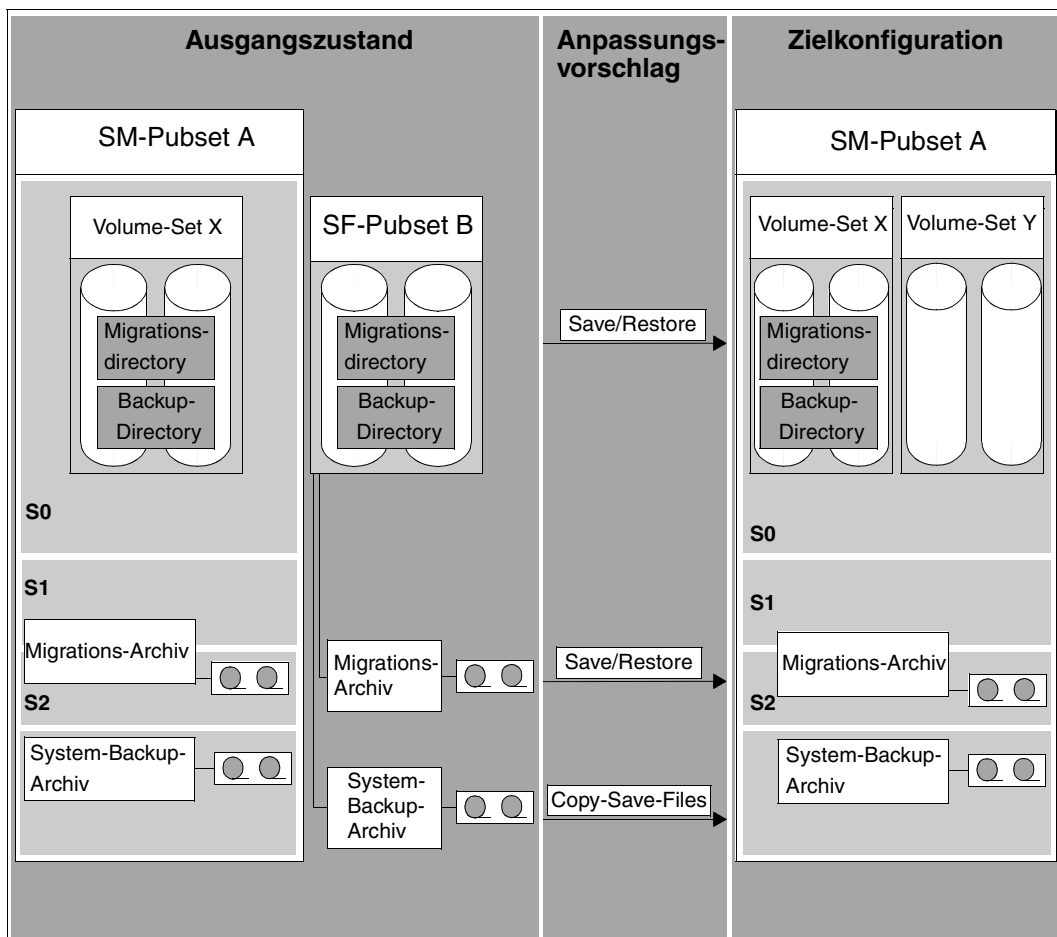 Ausgangszustand
SM-Pubset A
Volume-Set X
Migrations-
directory
Backup-
Directory
SF-Pubset B
Migrations-
directory
Backup-
Directory
S0
S1
Migrations-Archiv
S2
System-Backup-
Archiv
Migrations-
Archiv
System-
Backup-
Archiv
Anpassungs-
vorschlag
Save/Restore
Save/Restore
Copy-Save-Files
Zielkonfiguration
SM-Pubset A
Volume-Set X
Volume-Set Y
Migrations-
directory
Backup-
Directory
S0
S1
Migrations-Archiv
S2
System-Backup-
Archiv